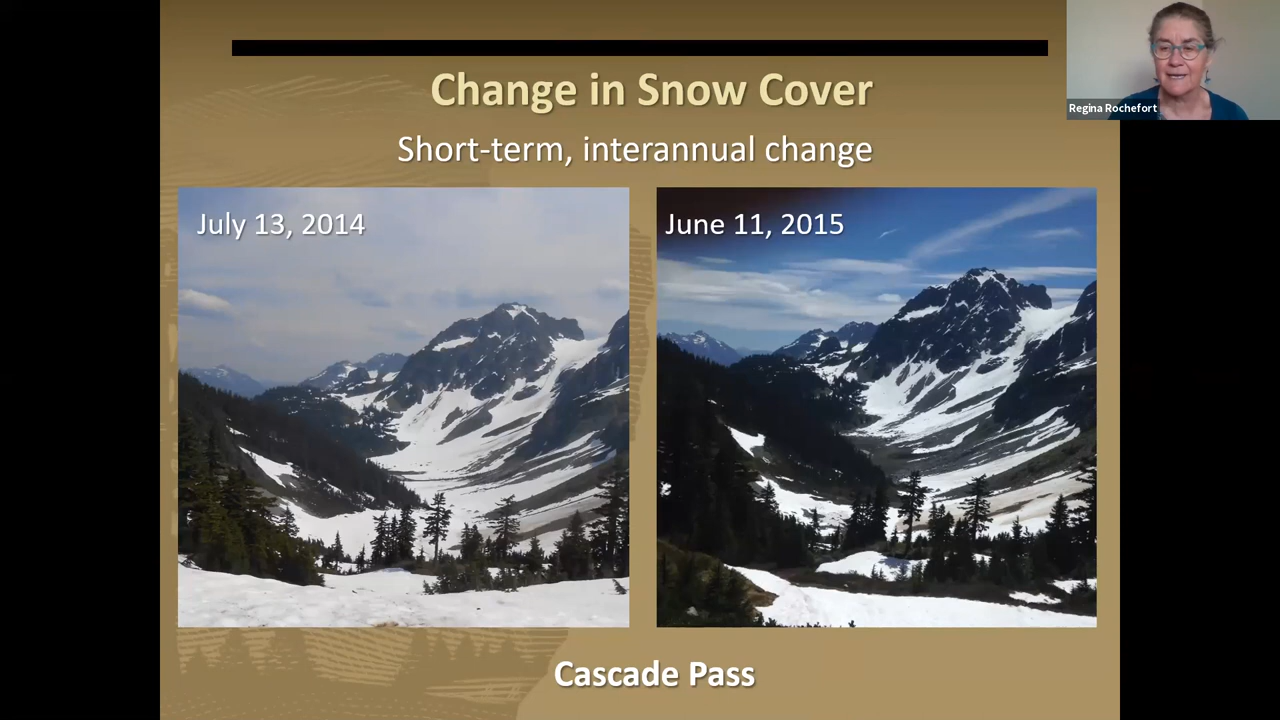 Change in Snow Cover
Short-term, interannual change
July 13, 2014
June 11, 2015
Cascade Pass
Regina Rochefort